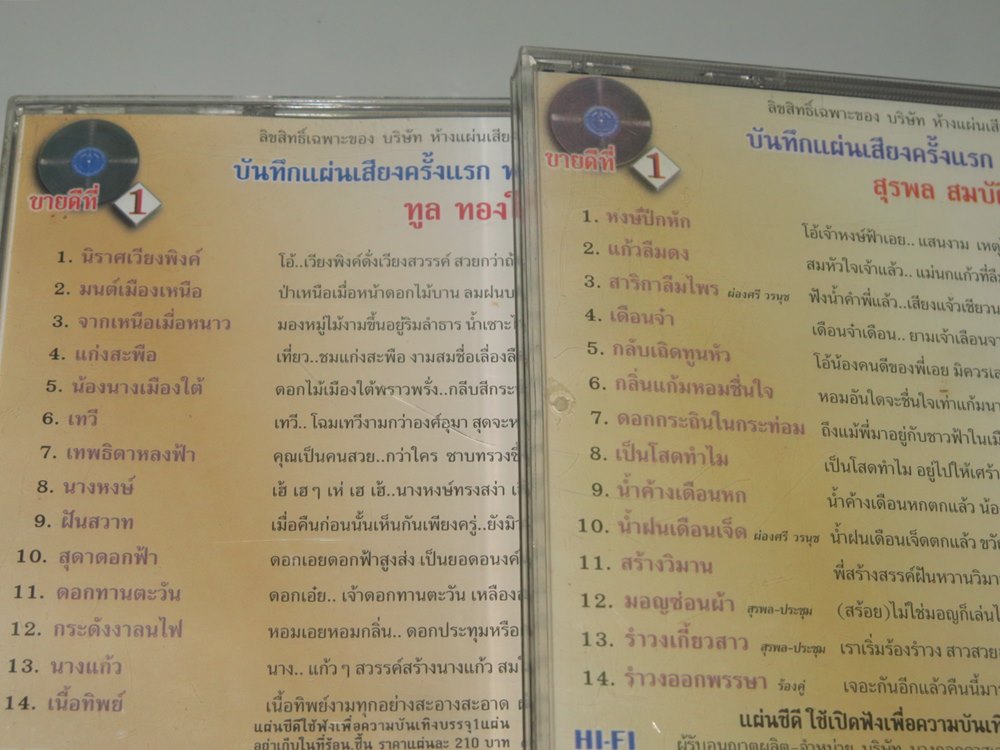 ลิขสิทธิ์เฉพาะของ บริษัท ห้างแผ่นเสีย
บันทึกแผ่นเสียงครั้งแรก
ขายดีที่ 1
ทูล ทองใ
1. นิราศเวียงพิงค์ โอ้..เวียงพิงค์ดั่งเวียงสวรรค์ สวยกว่าถ้
2. มนต์เมืองเหนือ ป่าเหนือเมื่อหน้าดอกไม้บาน ลมฝนบ
3. จากเหนือเมื่อหนาว มองหมู่ไม้งามขึ้นอยู่ริมลำธาร น้ำเซาะ
4. แก่งสะพือ เที่ยว..ชมแก่งสะพือ งามสมชื่อเลื่องลื
5. น้องนางเมืองใต้ ดอกไม้เมืองใต้พราวพรั่ง..กลีบสีกระ
6. เทวี เทวี.. โฉมเทวีงามกว่าองค์อุมา สุดจะ
7. เทพธิดาหลงฟ้า คุณเป็นคนสวย..กว่าใคร ซาบทรวงซึ้
8. นางหงษ์ เฮ้ เฮๆ เห่ เฮ เฮ้..นางหงษ์ทรงสง่า
9. ฝันสวาท เมื่อคืนก่อนนั้นเห็นกันเพียงครู่..ยังมิ
10. สุดาดอกฟ้า ดอกเอยดอกฟ้าสูงส่ง เป็นยอดอนงค์
11. ดอกทานตะวัน ดอกเอ๋ย.. เจ้าดอกทานตะวัน เหลือง
12. กระดังงาลนไฟ หอมเอยหอมกลิ่น.. ดอกประทุมหรือ
13. นางแก้ว นาง.. แก้วๆ สวรรค์สร้างนางแก้ว สม
14. เนื้อทิพย์ เนื้อทิพย์งามทุกอย่างสะอางสะอาด
แผ่นซีดีใช้ฟังเพื่อความบันเทิงบรรจุ1แผ่น
อย่าเก็บในที่ร้อน.ชื้น ราคาแผ่นละ 210 บาท
ลิขสิทธิ์เฉพาะของ บริษัท ห้างแผ่นเสี
บันทึกแผ่นเสียงครั้งแรก
ขายดีที่ 1
สุรพล สมบัติ
1. หงษ์ปีกหัก โอ้เจ้าหงษ์ฟ้าเอย.. แสนงาม เหตุ
2. แก้วลืมดง สมหัวใจเจ้าแล้ว.. แม่นกแก้วที่ลื
3. สาริกาลืมไพร ผ่องศรี วรนุช ฟังน้ำคำพี่แล้ว..เสียงแจ้วเชียวน
4. เดือนจ๋า เดือนจ๋าเดือน.. ยามเจ้าเลือนจา
5. กลับเถิดทูนหัว โอ้น้องคนดีของพี่เอย มิควรเล
6. กลิ่นแก้มหอมชื่นใจ หอมอันใดจะชื่นใจเท่าแก้มนา
7. ดอกกระถินในกระท่อม ถึงแม้พี่มาอยู่กับชาวฟ้าในเมื
8. เป็นโสดทำไม เป็นโสดทำไม อยู่ไปให้เศร้า
9. น้ำค้างเดือนหก น้ำค้างเดือนหกตกแล้ว น้อ
10. น้ำฝนเดือนเจ็ด ผ่องศรี วรนุช น้ำฝนเดือนเจ็ดตกแล้ว ขวั
11. สร้างวิมาน พี่สร้างสรรค์ฝันหวานวิมา
12. มอญซ่อนผ้า สุรพล-ประชุม (สร้อย)ไม่ใช่มอญก็เล่นไ
13. รำวงเกี้ยวสาว สุรพล-ประชุม เราเริ่มร้องรำวง สาวสวย
14. รำวงออกพรรษา ร้องคู่ เจอะกันอีกแล้วคืนนี้มา
แผ่นซีดี ใช้เปิดฟังเพื่อความบันเทิ
HI-FI ผู้รับอนุญาตผลิต-จำหน่าย บริษัท